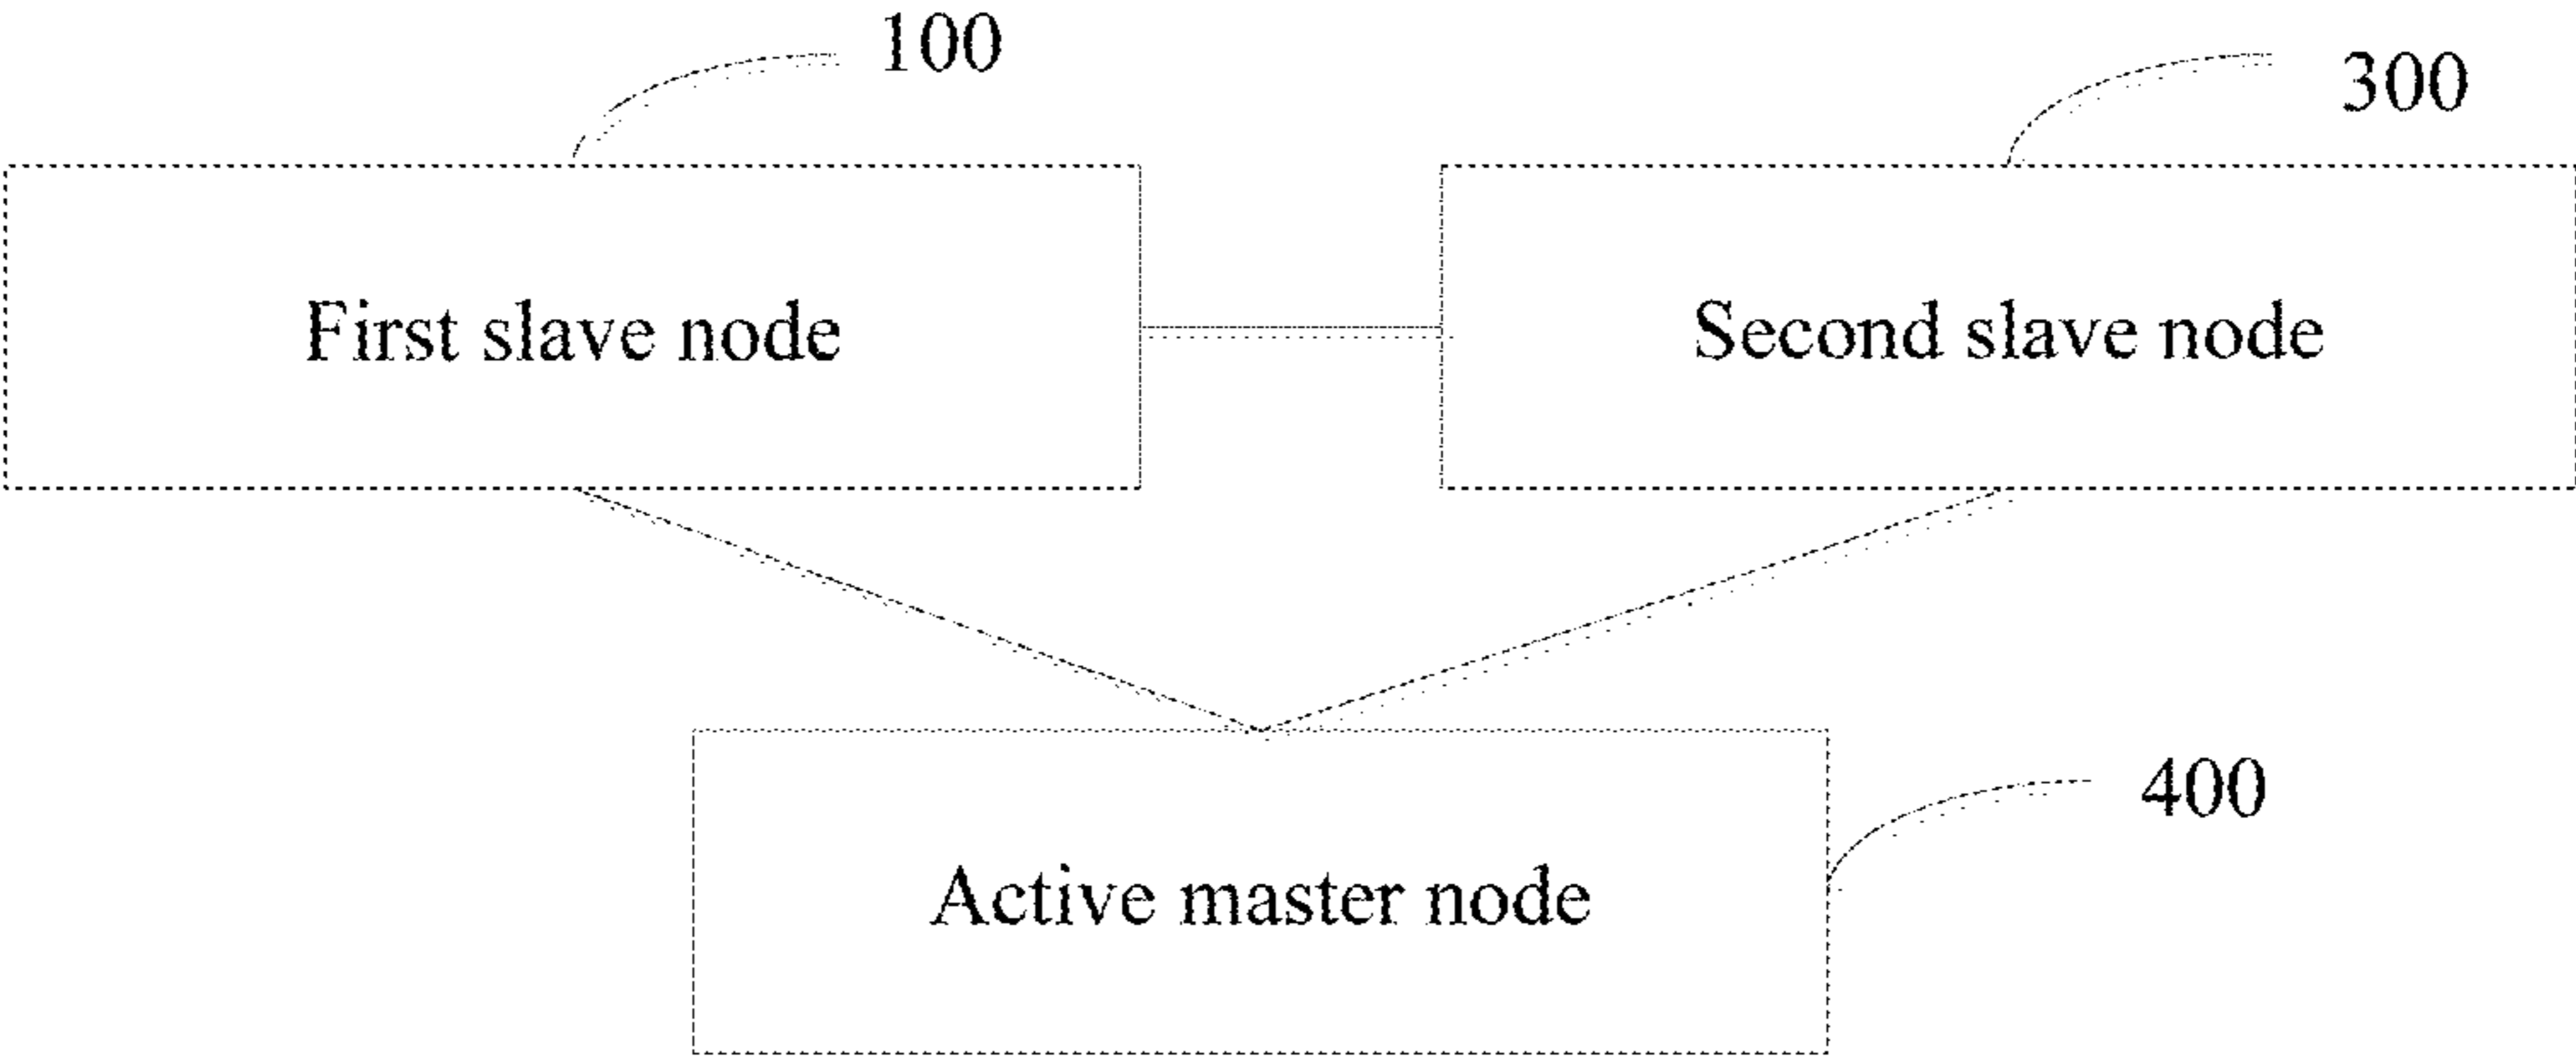 100
300
First slave node
Second slave node
400
Active master node